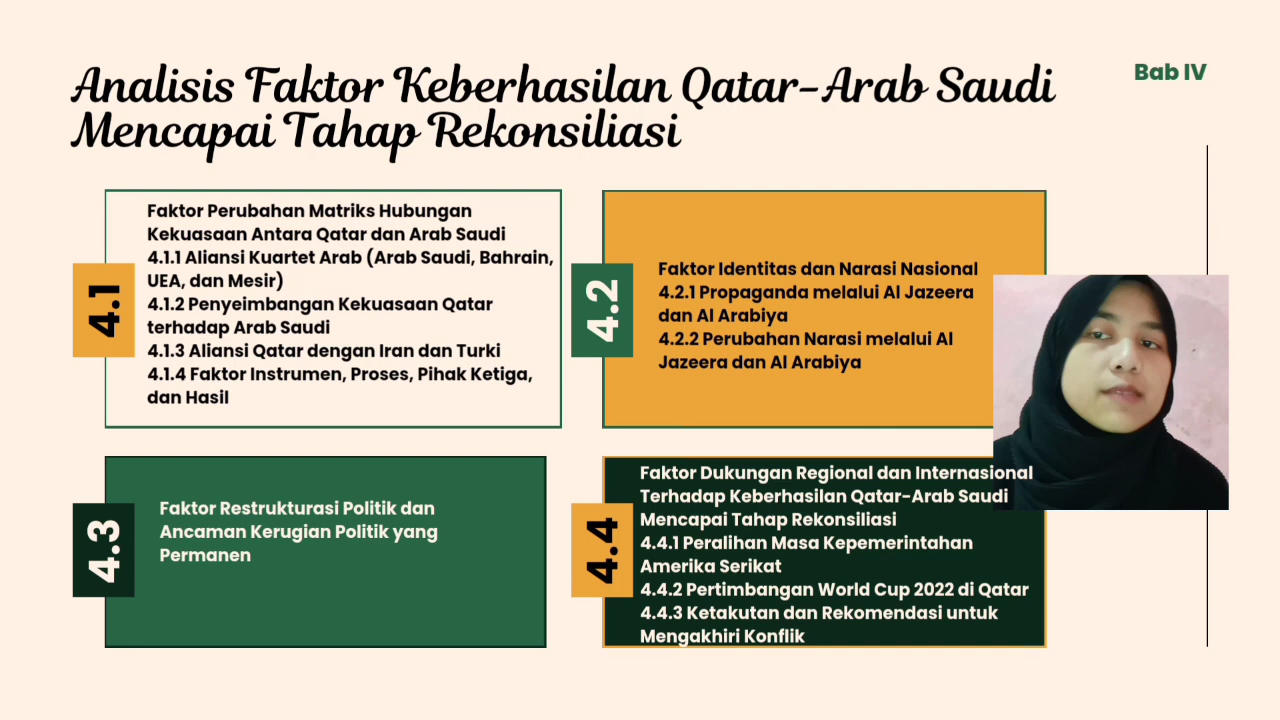 Analisis Faktor Keberhasilan Qatar-Arab Saudi
Mencapai Tahap Rekonsiliasi
Bab IV
4.1
Faktor Perubahan Matriks Hubungan
Kekuasaan Antara Qatar dan Arab Saudi
4.1.1 Aliansi Kuartet Arab (Arab Saudi, Bahrain,
UEA, dan Mesir)
4.1.2 Penyeimbangan Kekuasaan Qatar
terhadap Arab Saudi
4.1.3 Aliansi Qatar dengan Iran dan Turki
4.1.4 Faktor Instrumen, Proses, Pihak Ketiga,
dan Hasil
4.2
Faktor Identitas dan Narasi Nasional
4.2.1 Propaganda melalui Al Jazeera
dan Al Arabiya
4.2.2 Perubahan Narasi melalui Al
Jazeera dan Al Arabiya
4.3
Faktor Restrukturasi Politik dan
Ancaman Kerugian Politik yang
Permanen
4.4
Faktor Dukungan Regional dan Internasional
Terhadap Keberhasilan Qatar-Arab Saudi
Mencapai Tahap Rekonsiliasi
4.4.1 Peralihan Masa Kepemerintahan
Amerika Serikat
4.4.2 Pertimbangan World Cup 2022 di Qatar
4.4.3 Ketakutan dan Rekomendasi untuk
Mengakhiri Konflik